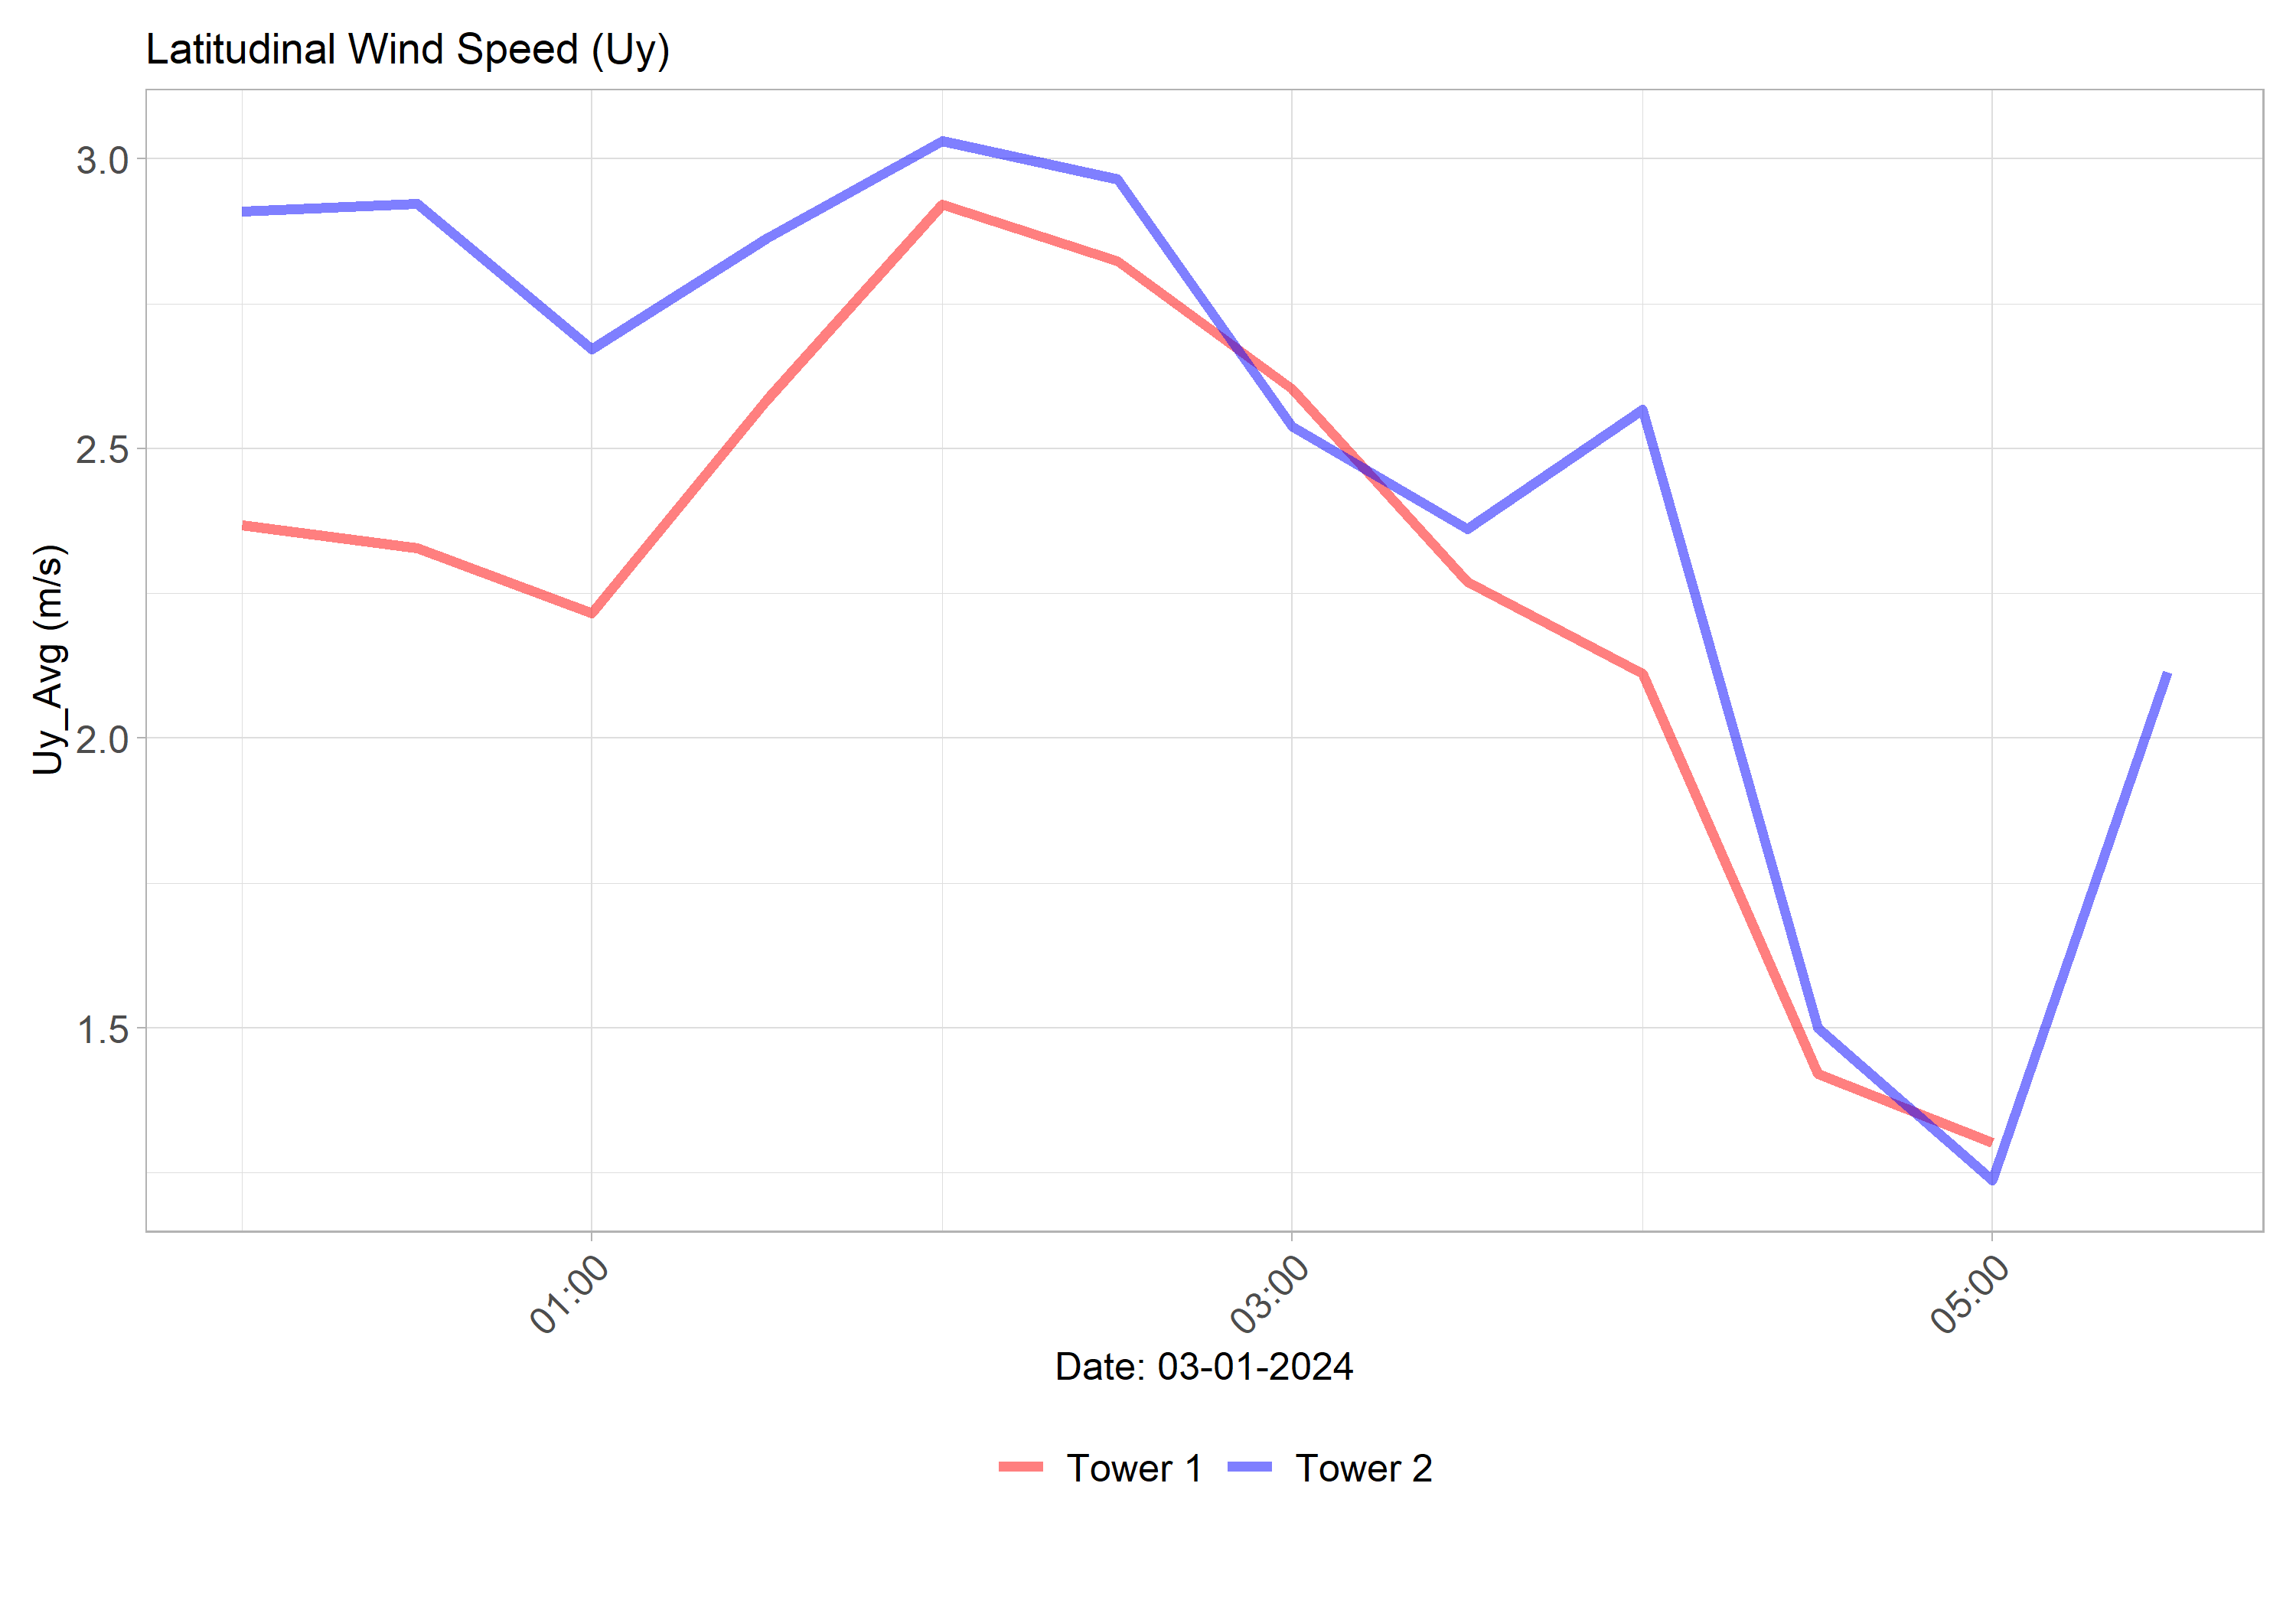 Latitudinal Wind Speed (Uy)
3.0
2.5
2.0
1.5
Uy_Avg (m/s)
01:00
03:00
05:00
Date: 03-01-2024
Tower 1
Tower 2